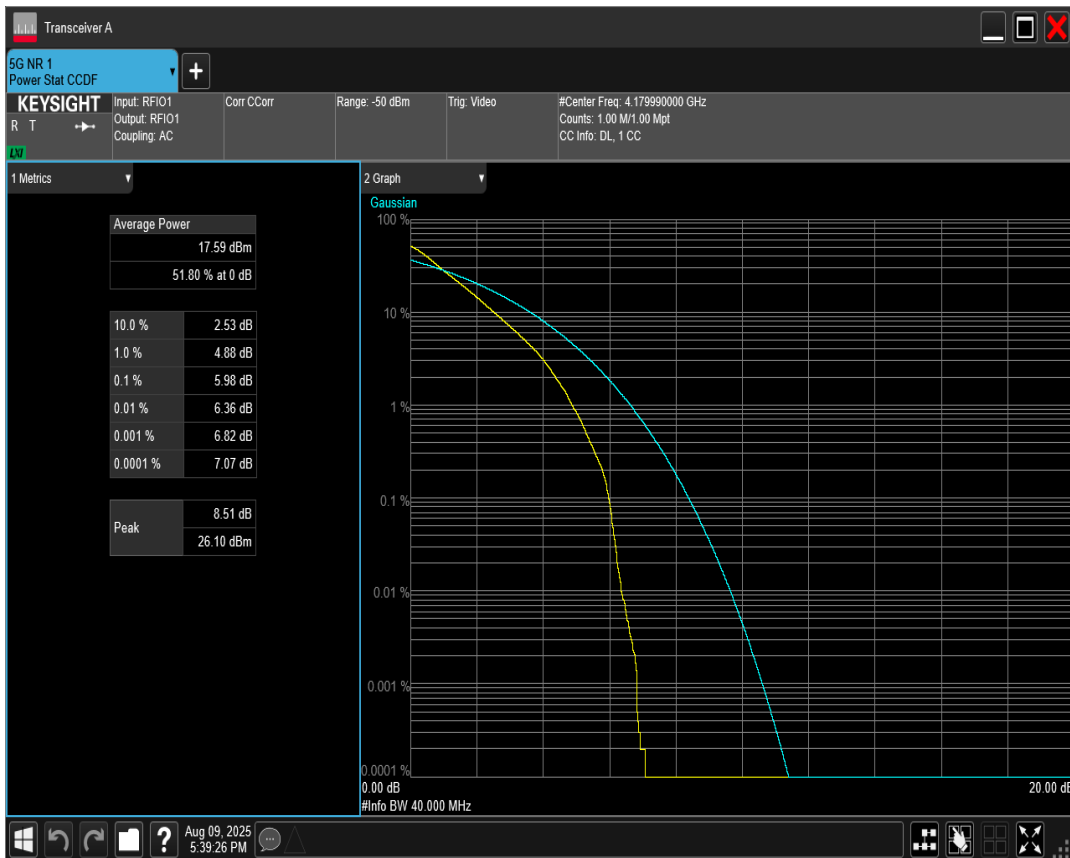 Transceiver A
5G NR 1
Power Stat CCDF
KEYSIGHT
R T
LXI
Input: RFIO1
Output: RFIO1
Coupling: AC
Corr CCorr
Range: -50 dBm
Trig: Video
#Center Freq: 4.179990000 GHz
Counts: 1.00 M/1.00 Mpt
CC Info: DL, 1 CC
1 Metrics
Average Power
17.59 dBm
51.80 % at 0 dB
10.0 % 2.53 dB
1.0 % 4.88 dB
0.1 % 5.98 dB
0.01 % 6.36 dB
0.001 % 6.82 dB
0.0001 % 7.07 dB
Peak 8.51 dB
26.10 dBm
2 Graph
Gaussian
100 %
10 %
1 %
0.1 %
0.01 %
0.001 %
0.0001 %
0.00 dB 20.00 dB
#Info BW 40.000 MHz
? Aug 09, 2025
5:39:26 PM